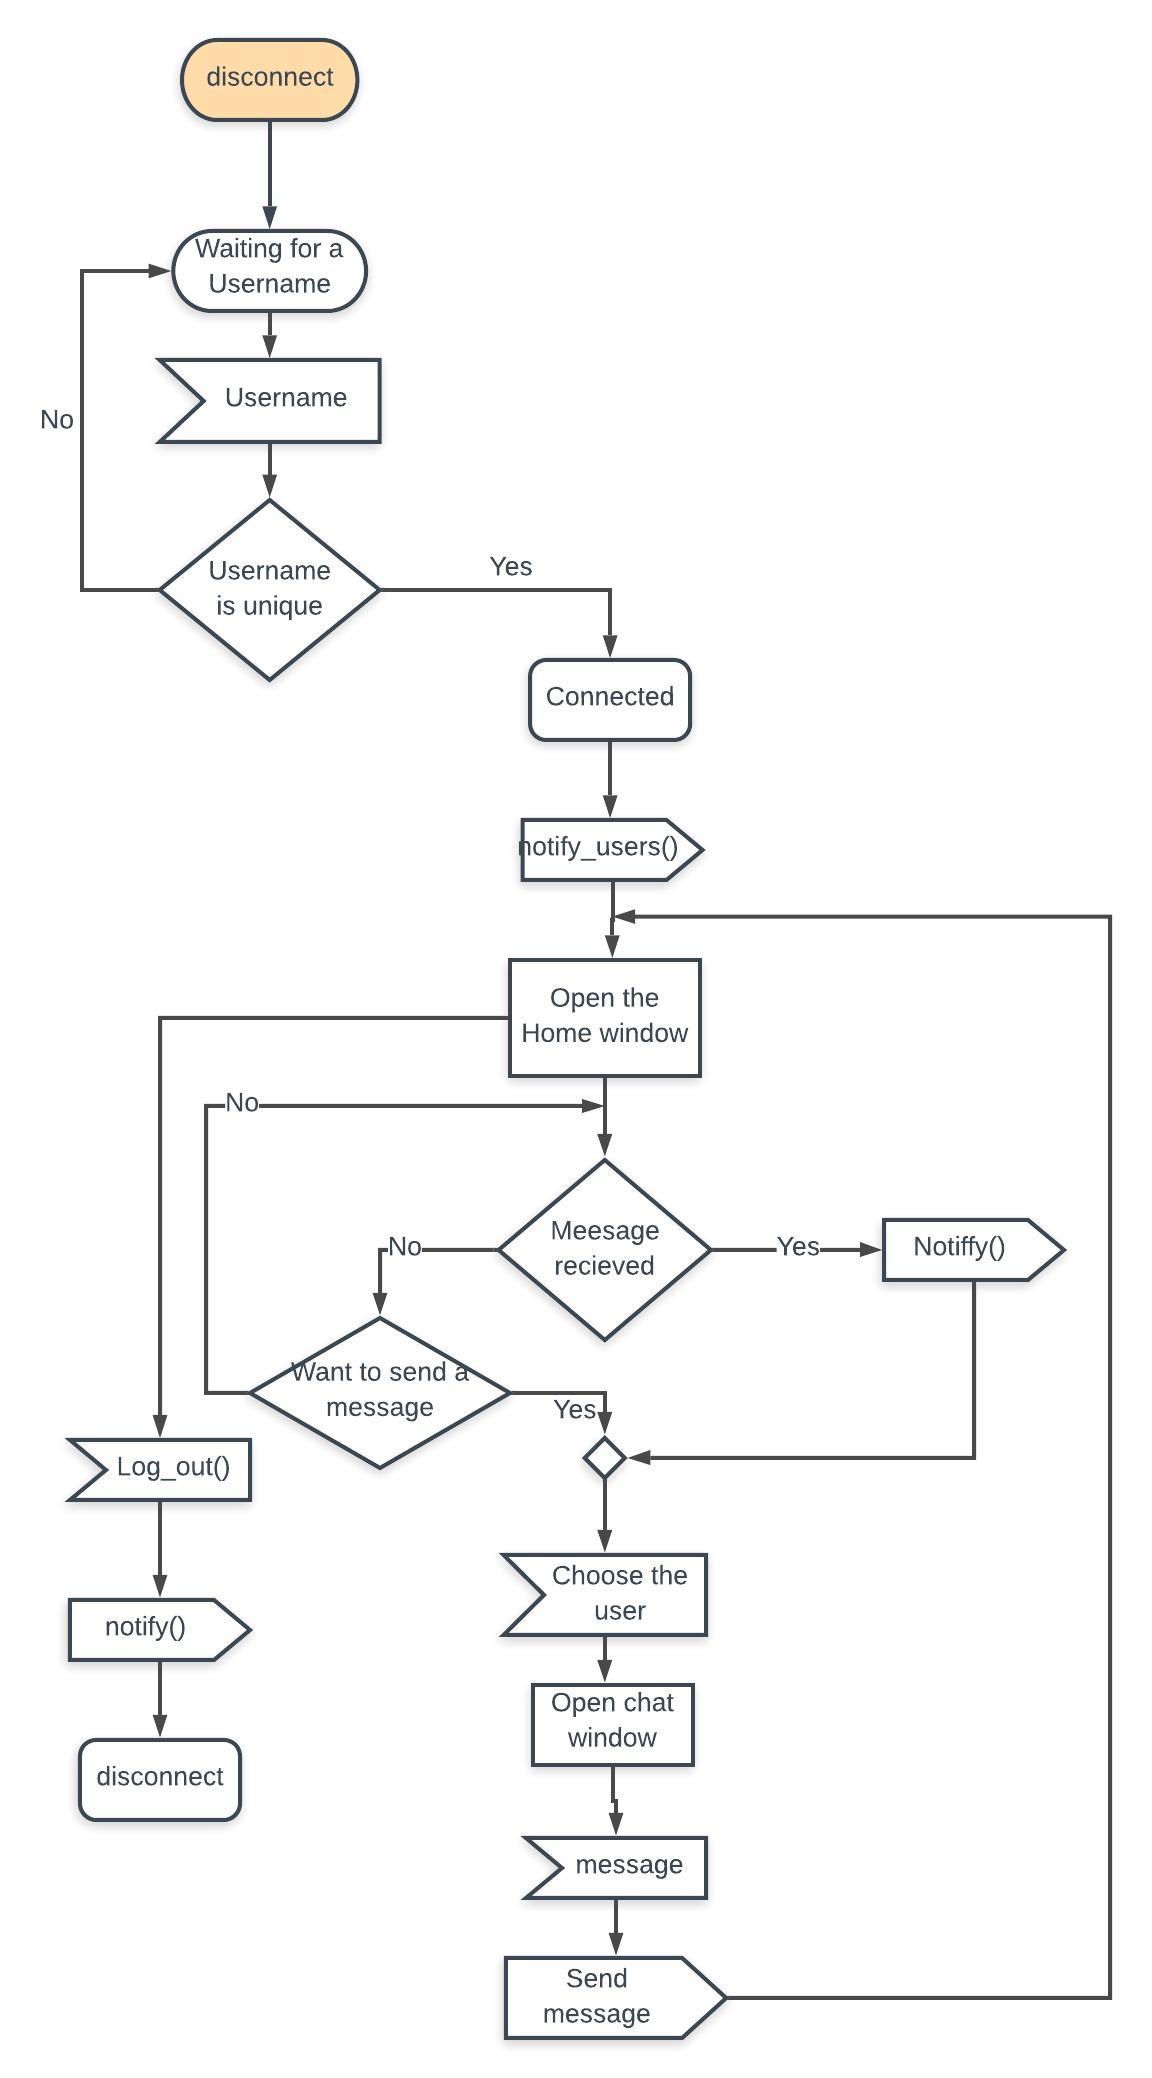 disconnect
Waiting for a
Username
Username
No
Username
is unique
Yes
Connected
notify_users()
Open the
Home window
No
Meesage
recieved
No
Yes
Notiffy()
Want to send a
message
Yes
Log_out()
Choose the
user
notify()
Open chat
window
disconnect
message
Send
message